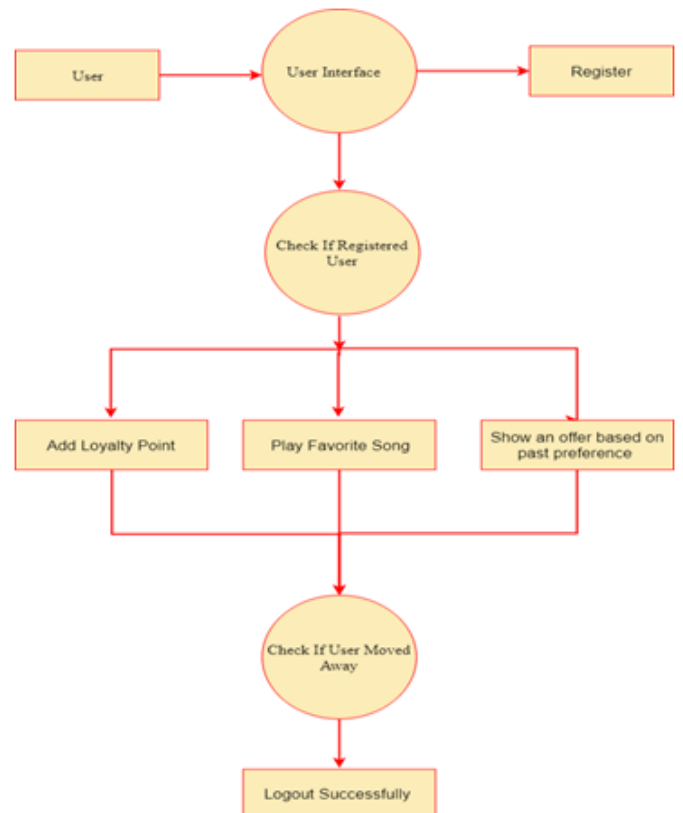 User
User Interface
Register
Check If Registered
User
Add Loyalty Point
Play Favorite Song
Show an offer based on
past preference
Check If User Moved
Away
Logout Successfully